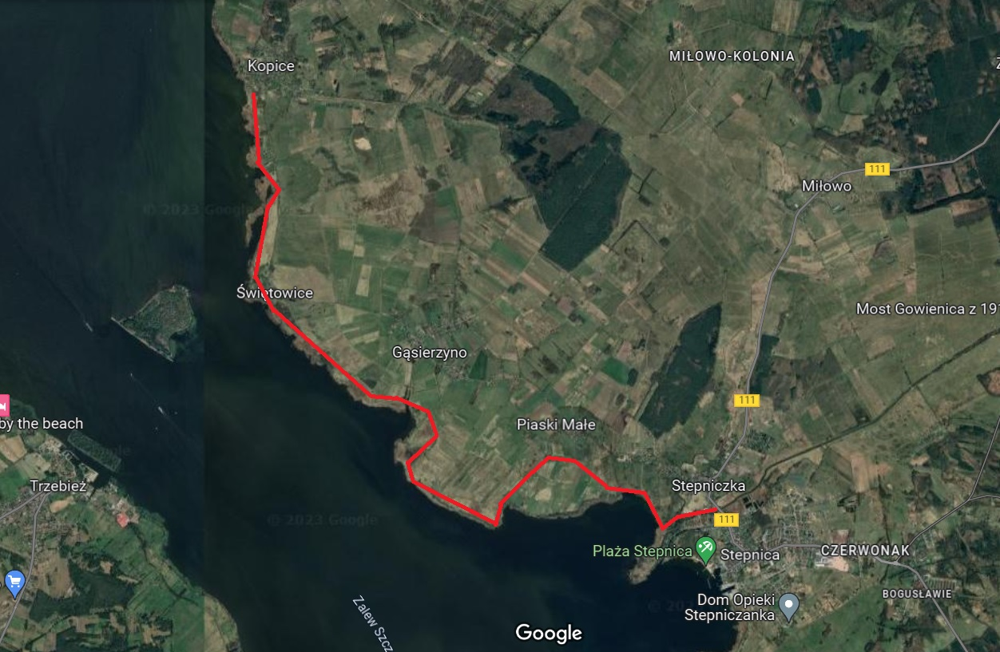 MIŁOWO-KOLONIA
Kopice
111
Miłowo
© 2023 Google
Świętowice
Most Gowienica z 191
Gąsierzyno
111
by the beach
Piaski Małe
Trzebież
Stepniczka
111
© 2023 Google
Plaża Stepnica
Stepnica
CZERWONAK
BOGUSŁAWIE
Dom Opieki
Stepniczanka
Zalew Szcz
Google